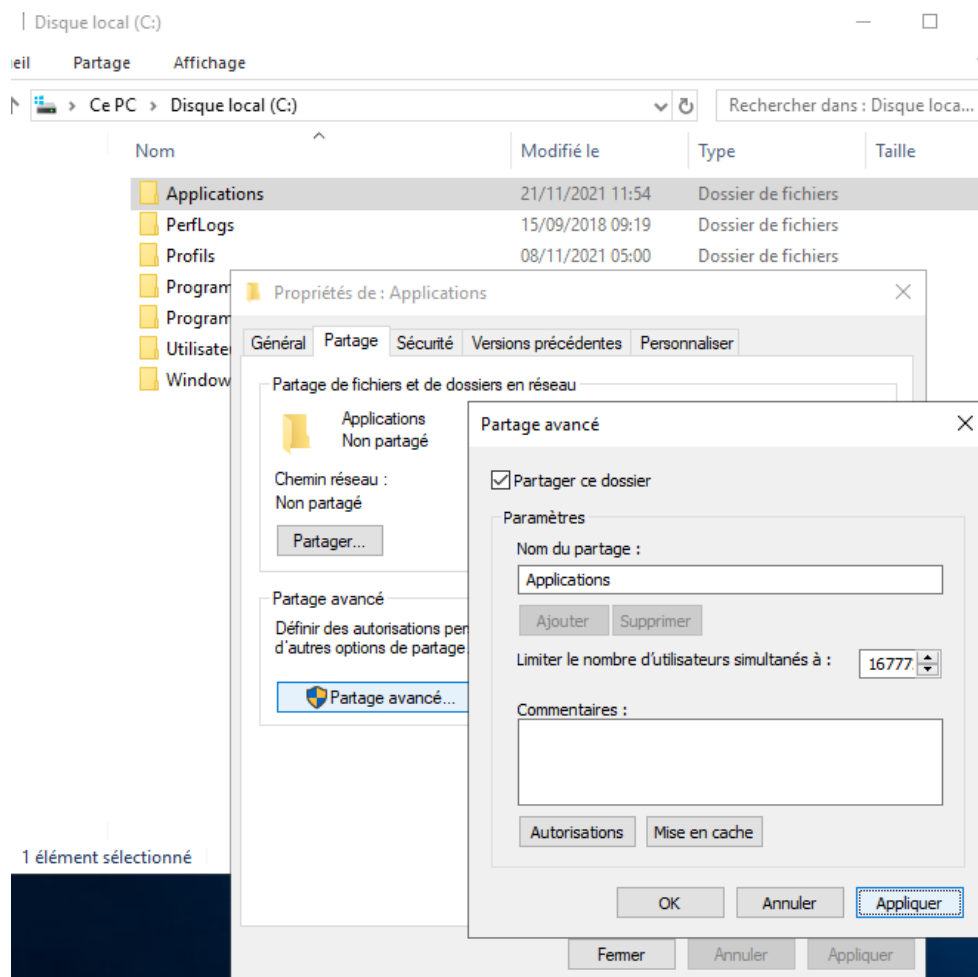 Disque local (C:)
Partage Affichage
Ce PC > Disque local (C:) Rechercher dans : Disque loca...
Nom Modifié le Type Taille
Applications 21/11/2021 11:54 Dossier de fichiers
PerfLogs 15/09/2018 09:19 Dossier de fichiers
Profils 08/11/2021 05:00 Dossier de fichiers
Program
Program
Utilisate
Window
1 élément sélectionné
Propriétés de : Applications
Général Partage Sécurité Versions précédentes Personnaliser
Partage de fichiers et de dossiers en réseau
Applications
Non partagé
Chemin réseau :
Non partagé
Partager...
Partage avancé
Définir des autorisations per
d'autres options de partage
Partage avancé...
Fermer Annuler Appliquer
Partage avancé
Partager ce dossier
Paramètres
Nom du partage :
Applications
Ajouter Supprimer
Limiter le nombre d'utilisateurs simultanés à : 16777
Commentaires :
Autorisations Mise en cache
OK Annuler Appliquer